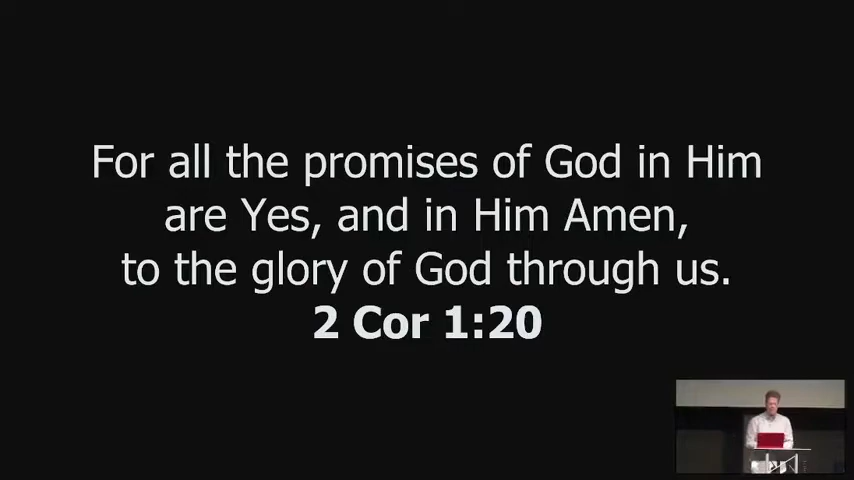 For all the promises of God in Him
are Yes, and in Him Amen,
to the glory of God through us.
2 Cor 1:20